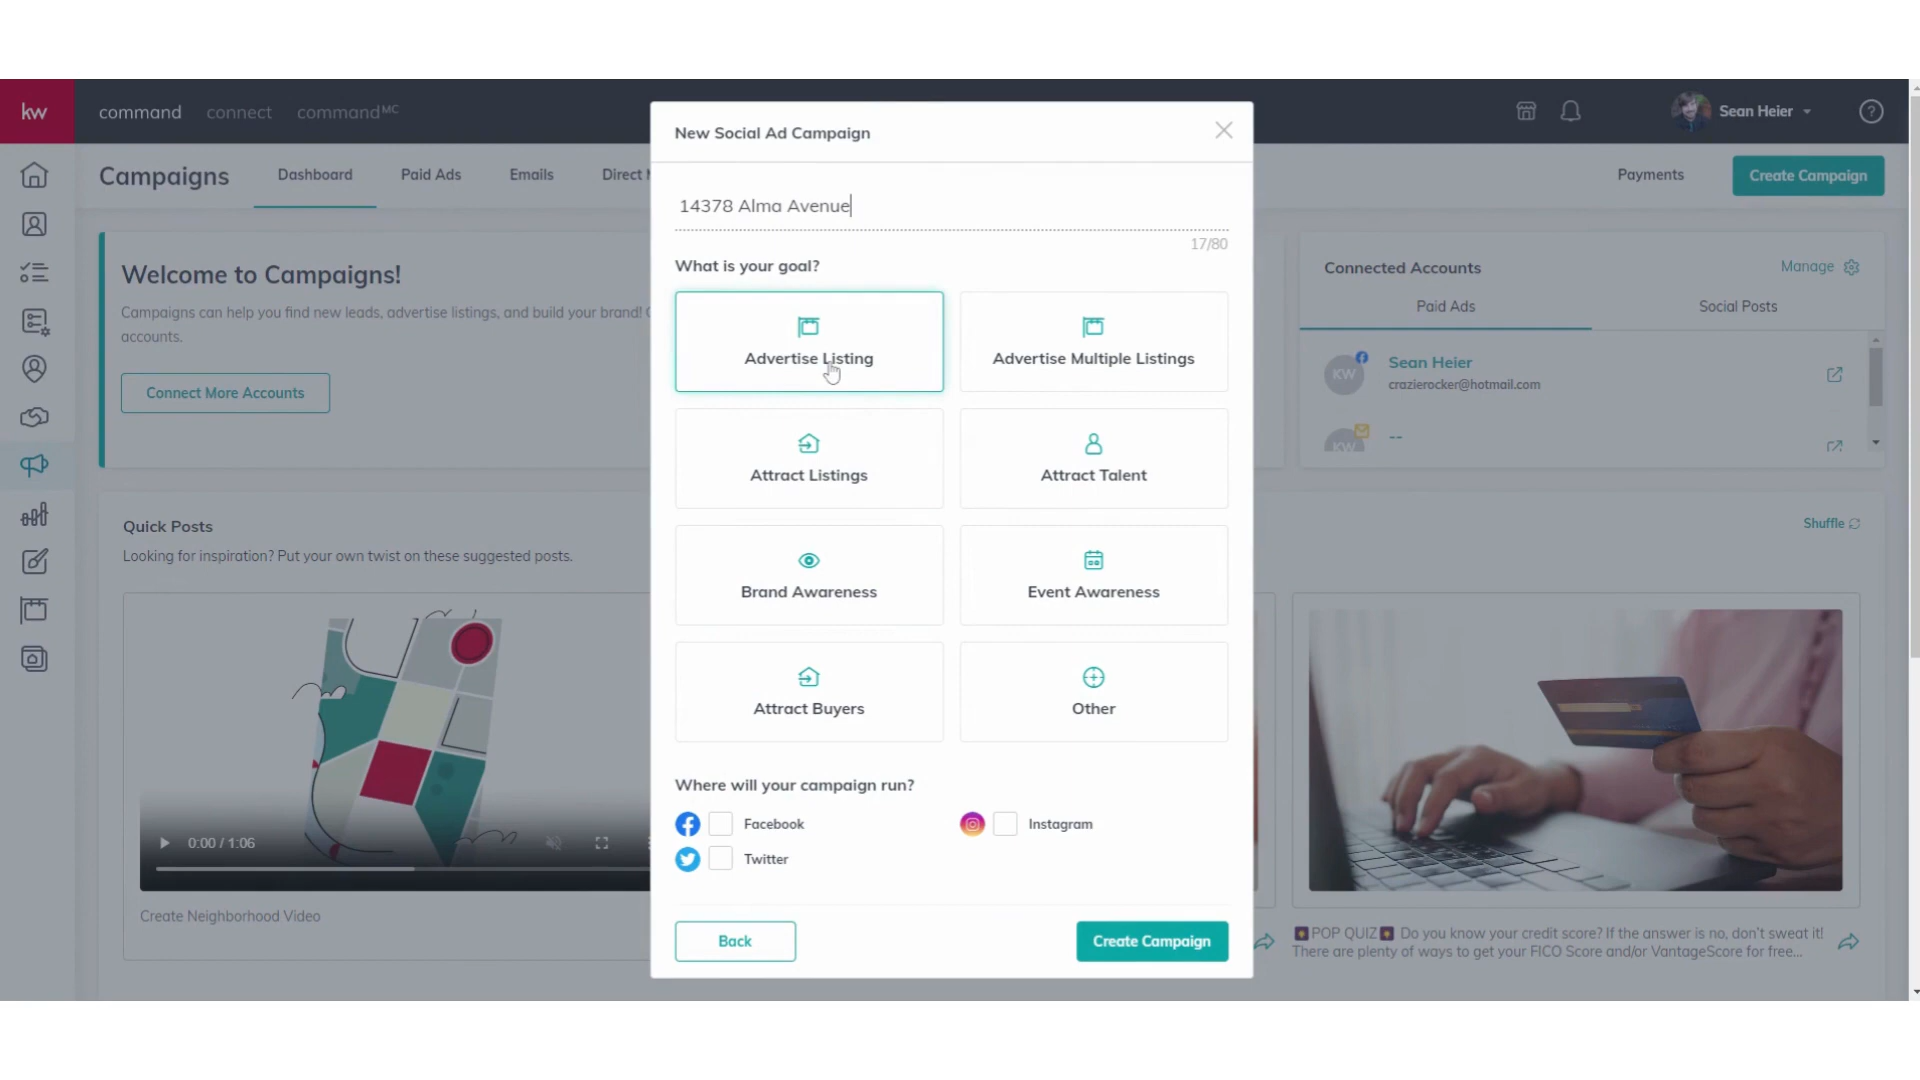 kw
command connect commandMC
Sean Heier
Campaigns Dashboard Paid Ads Emails Direct
Payments Create Campaign
Welcome to Campaigns!
Campaigns can help you find new leads, advertise listings, and build your brand!
accounts.
Connect More Accounts
New Social Ad Campaign
14378 Alma Avenue
17/80
What is your goal?
Advertise Listing
Advertise Multiple Listings
Attract Listings
Attract Talent
Brand Awareness
Event Awareness
Attract Buyers
Other
Where will your campaign run?
Facebook
Instagram
Twitter
Back
Create Campaign
Connected Accounts Manage
Paid Ads Social Posts
KW
Sean Heier
crazierocker@hotmail.com
KW
--
Quick Posts
Looking for inspiration? Put your own twist on these suggested posts.
Shuffle
0:00 / 1:06
Create Neighborhood Video
POP QUIZ Do you know your credit score? If the answer is no, don't sweat it!
There are plenty of ways to get your FICO Score and/or VantageScore for free...